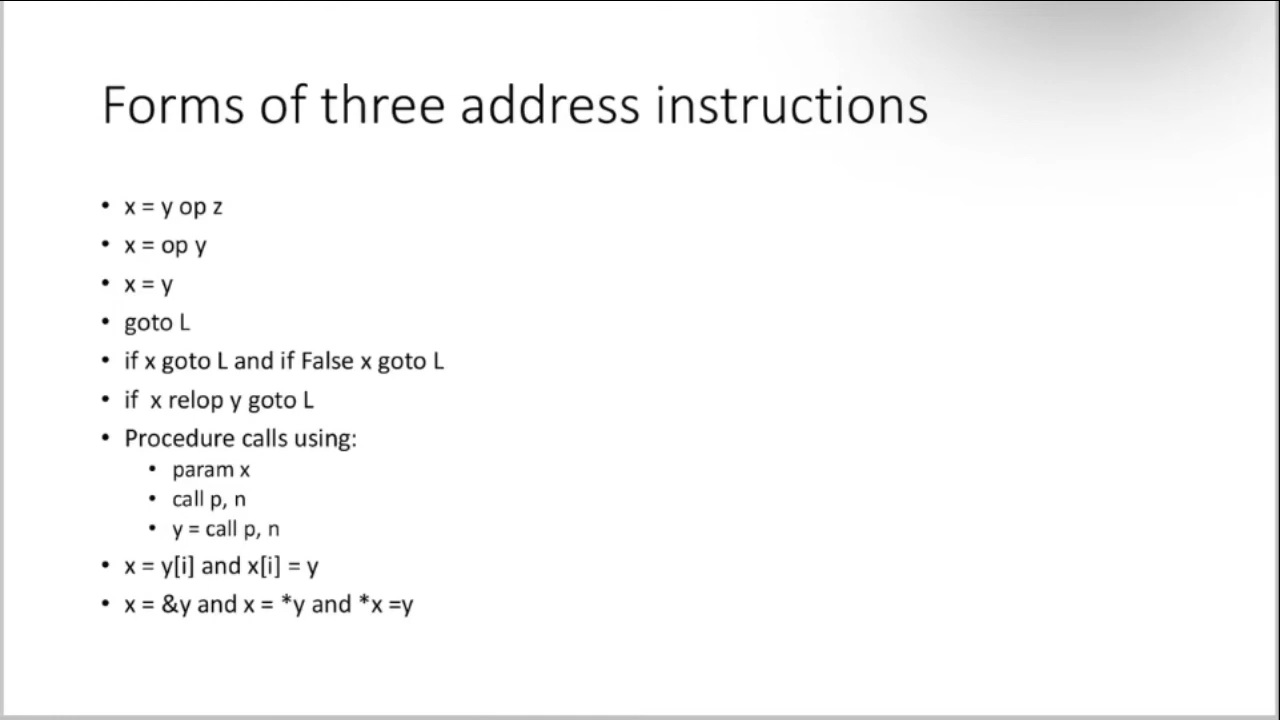 Forms of three address instructions
• x = y op z
• x = op y
• x = y
• goto L
• if x goto L and if False x goto L
• if  x relop y goto L
• Procedure calls using:
• param x
• call p, n
• y = call p, n
• x = y[i] and x[i] = y
• x = &y and x = *y and *x =y